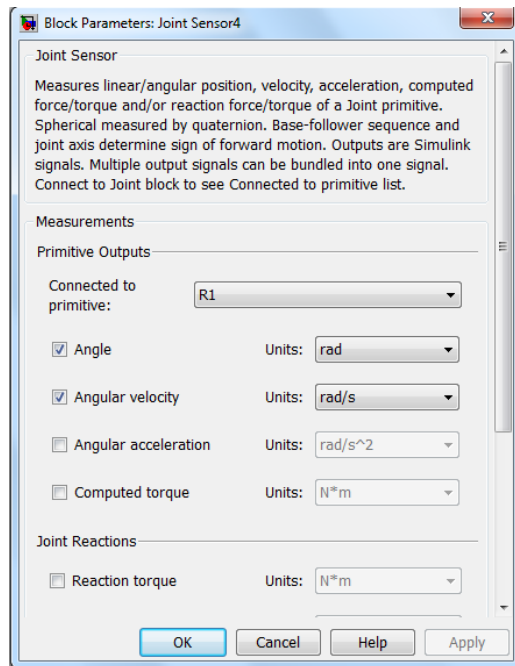 Block Parameters: Joint Sensor4
Joint Sensor
Measures linear/angular position, velocity, acceleration, computed
force/torque and/or reaction force/torque of a Joint primitive.
Spherical measured by quaternion. Base-follower sequence and
joint axis determine sign of forward motion. Outputs are Simulink
signals. Multiple output signals can be bundled into one signal.
Connect to Joint block to see Connected to primitive list.
Measurements
Primitive Outputs
Connected to
primitive:
R1
Angle Units: rad
Angular velocity Units: rad/s
Angular acceleration Units: rad/s^2
Computed torque Units: N*m
Joint Reactions
Reaction torque Units: N*m
OK Cancel Help Apply